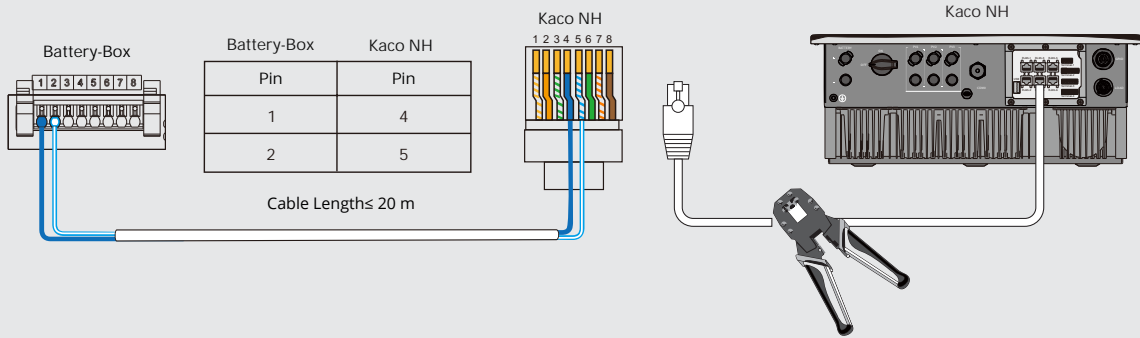 Kaco NH
Kaco NH
Battery-Box
1 2 3 4 5 6 7 8
1 2 3 4 5 6 7 8
Battery-Box Kaco NH
Pin Pin
1 4
2 5
Cable Length≤ 20 m